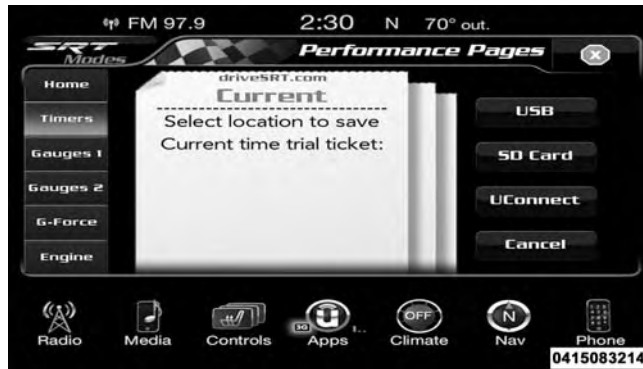 FM 97.9 2:30 N 70° out.
SRT Modes
Performance Pages
X
Home
Timers
Gauges 1
Gauges 2
G-Force
Engine
driveSRT.com
Current
Select location to save
Current time trial ticket:
USB
SD Card
UConnect
Cancel
OFF
3G
1..
N
Radio Media Controls Apps Climate Nav Phone
0415083214